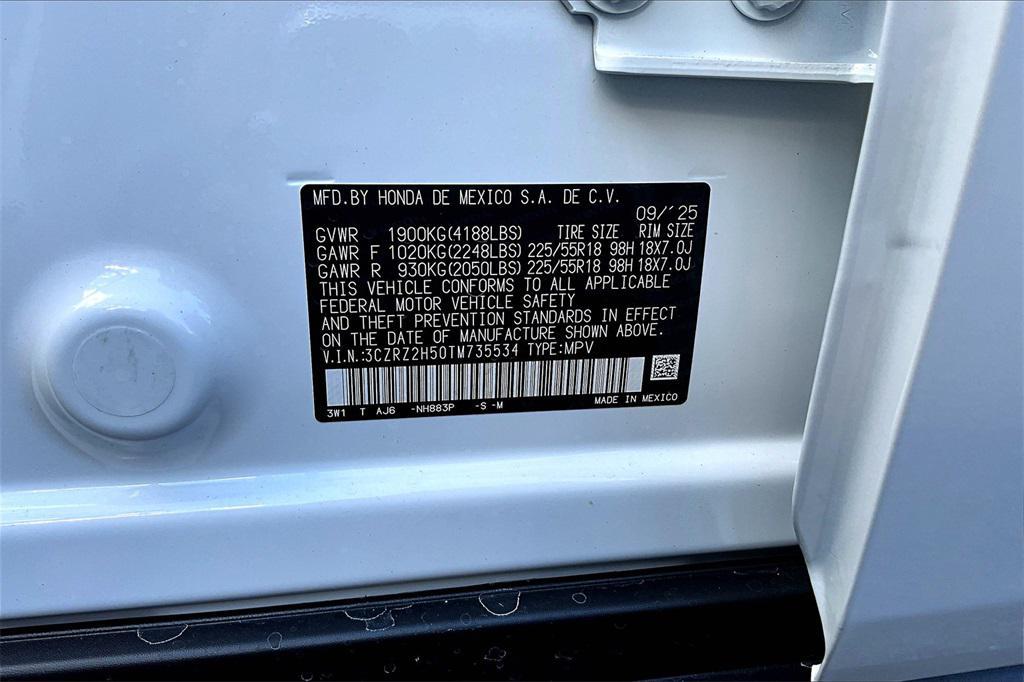 MFD.BY HONDA DE MEXICO S.A. DE C.V.
09/'25
GVWR 1900KG(4188LBS) TIRE SIZE RIM SIZE
GAWR F 1020KG(2248LBS) 225/55R18 98H 18X7.0J
GAWR R 930KG(2050LBS) 225/55R18 98H 18X7.0J
THIS VEHICLE CONFORMS TO ALL APPLICABLE
FEDERAL MOTOR VEHICLE SAFETY
AND THEFT PREVENTION STANDARDS IN EFFECT
ON THE DATE OF MANUFACTURE SHOWN ABOVE.
V.I.N.:3CZRZ2H50TM735534 TYPE:MPV
3W1 T AJ6 -NH883P -S -M MADE IN MEXICO